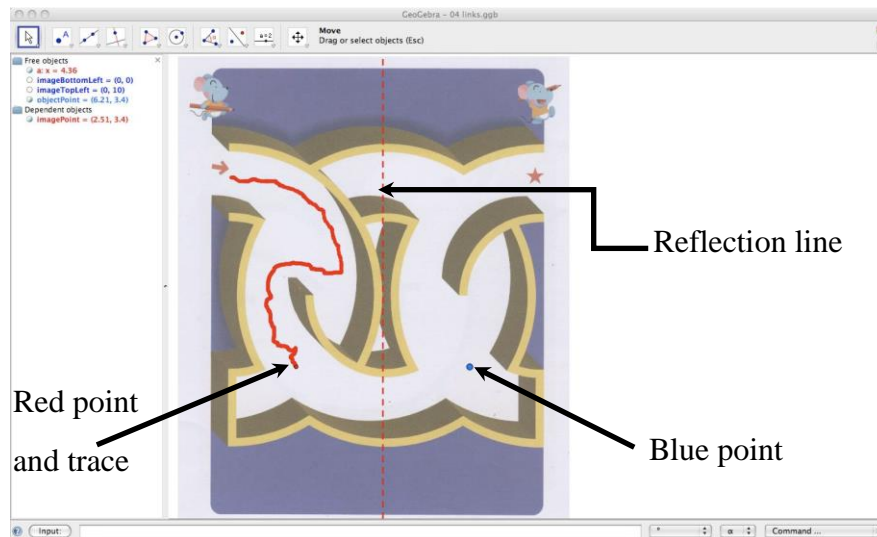 GeoGebra - 04 links.ggb
Move
Drag or select objects (Esc)
a=2
Free objects
a: x = 4.36
imageBottomLeft = (0, 0)
imageTopLeft = (0, 10)
objectPoint = (6.21, 3.4)
Dependent objects
imagePoint = (2.51, 3.4)
Reflection line
Red point
and trace
Blue point
Input:
°
α
Command ...